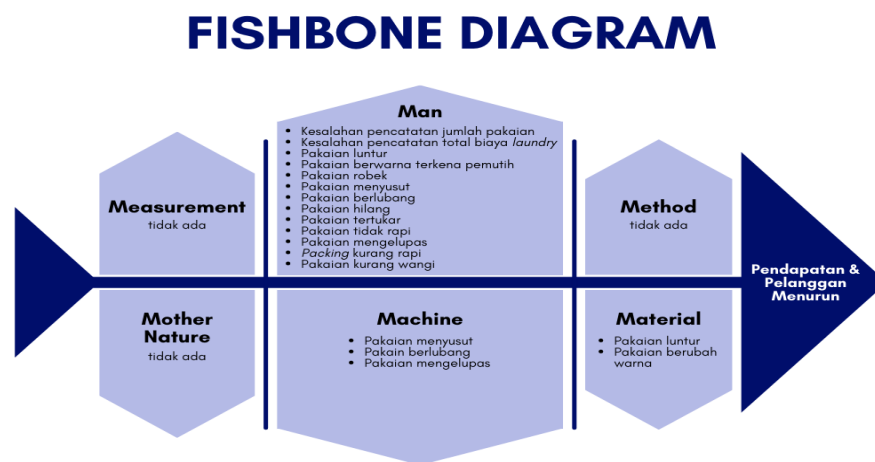 FISHBONE DIAGRAM
Measurement
tidak ada
Man
• Kesalahan pencatatan jumlah pakaian
• Kesalahan pencatatan total biaya laundry
• Pakaian luntur
• Pakaian berwarna terkena pemutih
• Pakaian robek
• Pakaian menyusut
• Pakaian berlubang
• Pakaian hilang
• Pakaian tertukar
• Pakaian tidak rapi
• Pakaian mengelupas
• Packing kurang rapi
• Pakaian kurang wangi
Method
tidak ada
Mother
Nature
tidak ada
Machine
• Pakaian menyusut
• Pakain berlubang
• Pakaian mengelupas
Material
• Pakaian luntur
• Pakaian berubah
warna
Pendapatan &
Pelanggan
Menurun